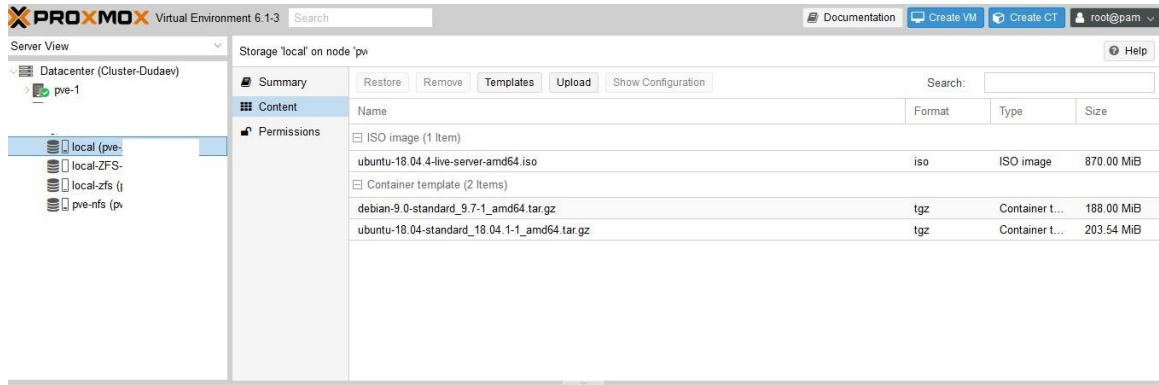 PROXMOX Virtual Environment 6.1-3 Search Documentation Create VM Create CT root@pam
Server View
Datacenter (Cluster-Dudaev)
pve-1
local (pve-
local-ZFS-
local-zfs (
pve-nfs (
Storage 'local' on node 'pv Help
Summary
Content
Permissions
Restore Remove Templates Upload Show Configuration Search:
Name Format Type Size
ISO image (1 Item)
ubuntu-18.04.4-live-server-amd64.iso iso ISO image 870.00 MiB
Container template (2 Items)
debian-9.0-standard_9.7-1_amd64.tar.gz tgz Container t... 188.00 MiB
ubuntu-18.04-standard_18.04.1-1_amd64.tar.gz tgz Container t... 203.54 MiB